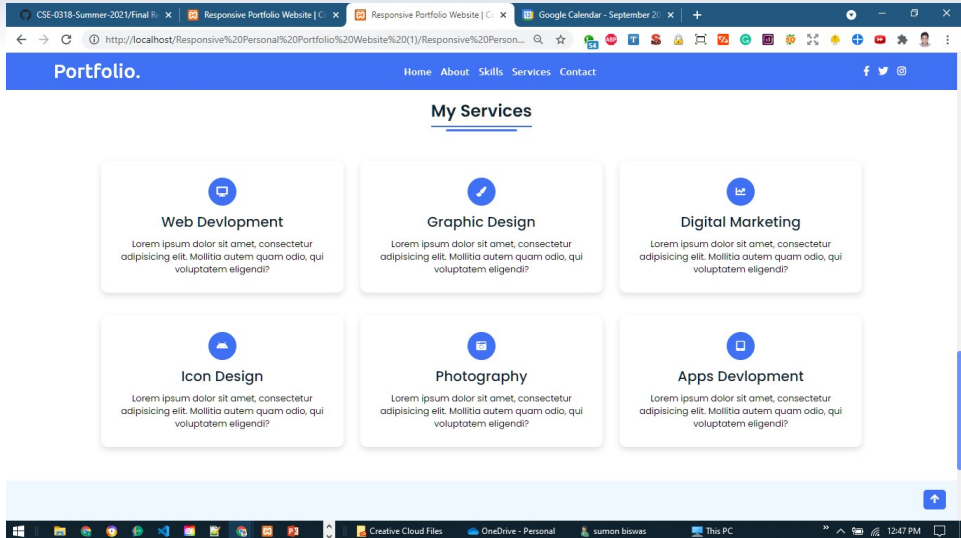 CSE-0318-Summer-2021/Final Re
Responsive Portfolio Website | C
Responsive Portfolio Website | C
Google Calendar - September 20
http://localhost/Responsive%20Personal%20Portfolio%20Website%20(1)/Responsive%20Person...
Portfolio.
Home About Skills Services Contact
My Services
Web Devlopment
Lorem ipsum dolor sit amet, consectetur
adipisicing elit. Mollitia autem quam odio, qui
voluptatem eligendi?
Graphic Design
Lorem ipsum dolor sit amet, consectetur
adipisicing elit. Mollitia autem quam odio, qui
voluptatem eligendi?
Digital Marketing
Lorem ipsum dolor sit amet, consectetur
adipisicing elit. Mollitia autem quam odio, qui
voluptatem eligendi?
Icon Design
Lorem ipsum dolor sit amet, consectetur
adipisicing elit. Mollitia autem quam odio, qui
voluptatem eligendi?
Photography
Lorem ipsum dolor sit amet, consectetur
adipisicing elit. Mollitia autem quam odio, qui
voluptatem eligendi?
Apps Devlopment
Lorem ipsum dolor sit amet, consectetur
adipisicing elit. Mollitia autem quam odio, qui
voluptatem eligendi?
Creative Cloud Files OneDrive - Personal sumon biswas This PC 12:47 PM